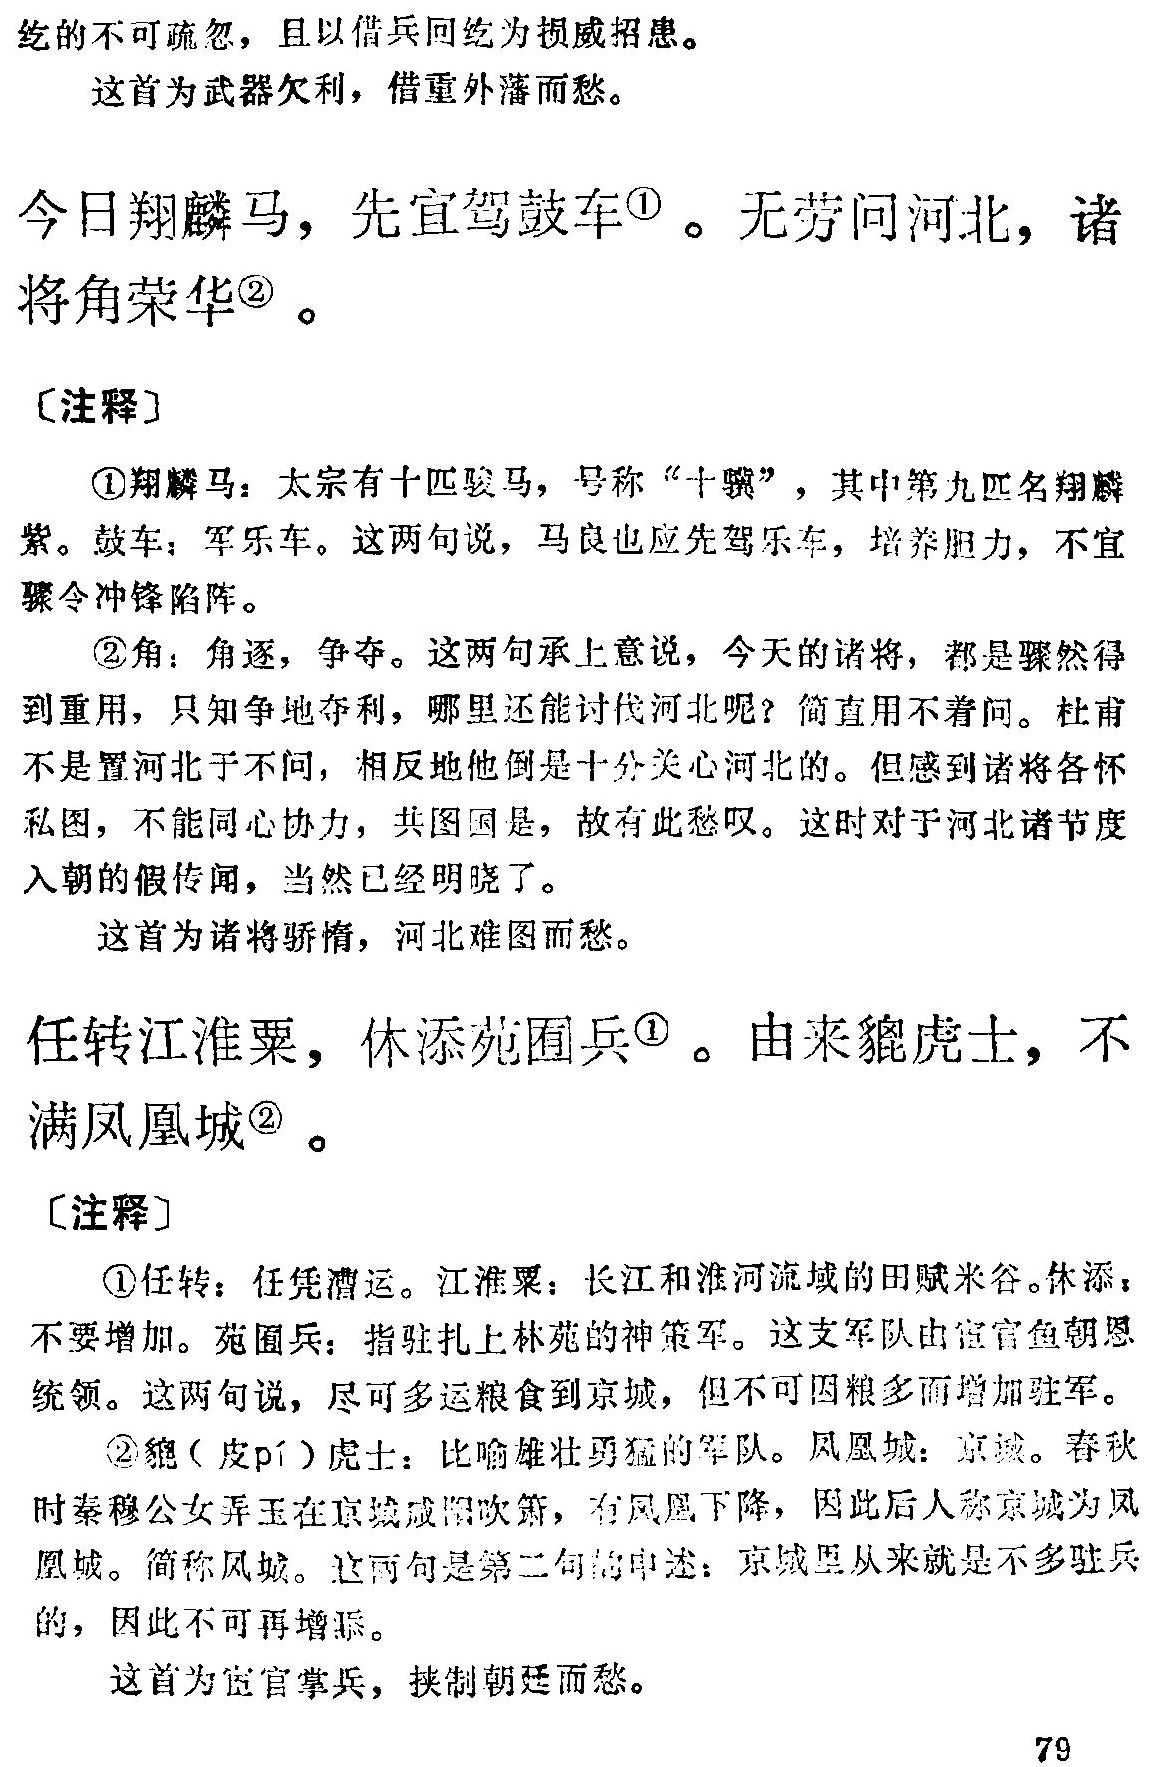 纥的不可疏忽，且以借兵回纥为损威招患。
这首为武器欠利，借重外藩而愁。
今日翔麟马，先宜驾鼓车①。无劳问河北，诸
将角荣华②。
〔注释〕
①翔麟马：太宗有十匹骏马，号称“十骥”，其中第九匹名翔麟
紫。鼓车：军乐车。这两句说，马良也应先驾乐车，培养胆力，不宜
骤令冲锋陷阵。
②角：角逐，争夺。这两句承上意说，今天的诸将，都是骤然得
到重用，只知争地夺利，哪里还能讨伐河北呢？简直用不着问。杜甫
不是置河北于不问，相反地他倒是十分关心河北的。但感到诸将各怀
私图，不能同心协力，共图国是，故有此愁叹。这时对于河北诸节度
入朝的假传闻，当然已经明晓了。
这首为诸将骄惰，河北难图而愁。
任转江淮粟，休添苑囿兵①。由来貔虎士，不
满凤凰城②。
〔注释〕
①任转：任凭漕运。江淮粟：长江和淮河流域的田赋米谷。休添：
不要增加。苑囿兵：指驻扎上林苑的神策军。这支军队由宦官鱼朝恩
统领。这两句说，尽可多运粮食到京城，但不可因粮多而增加驻军。
②貔（皮pí）虎士：比喻雄壮勇猛的军队。凤凰城：京城。春秋
时秦穆公女弄玉在京城咸阳吹箫，有凤凰下降，因此后人称京城为凤
凰城。简称凤城。这两句是第二句的申述：京城里从来就是不多驻兵
的，因此不可再增添。
这首为宦官掌兵，挟制朝廷而愁。
79